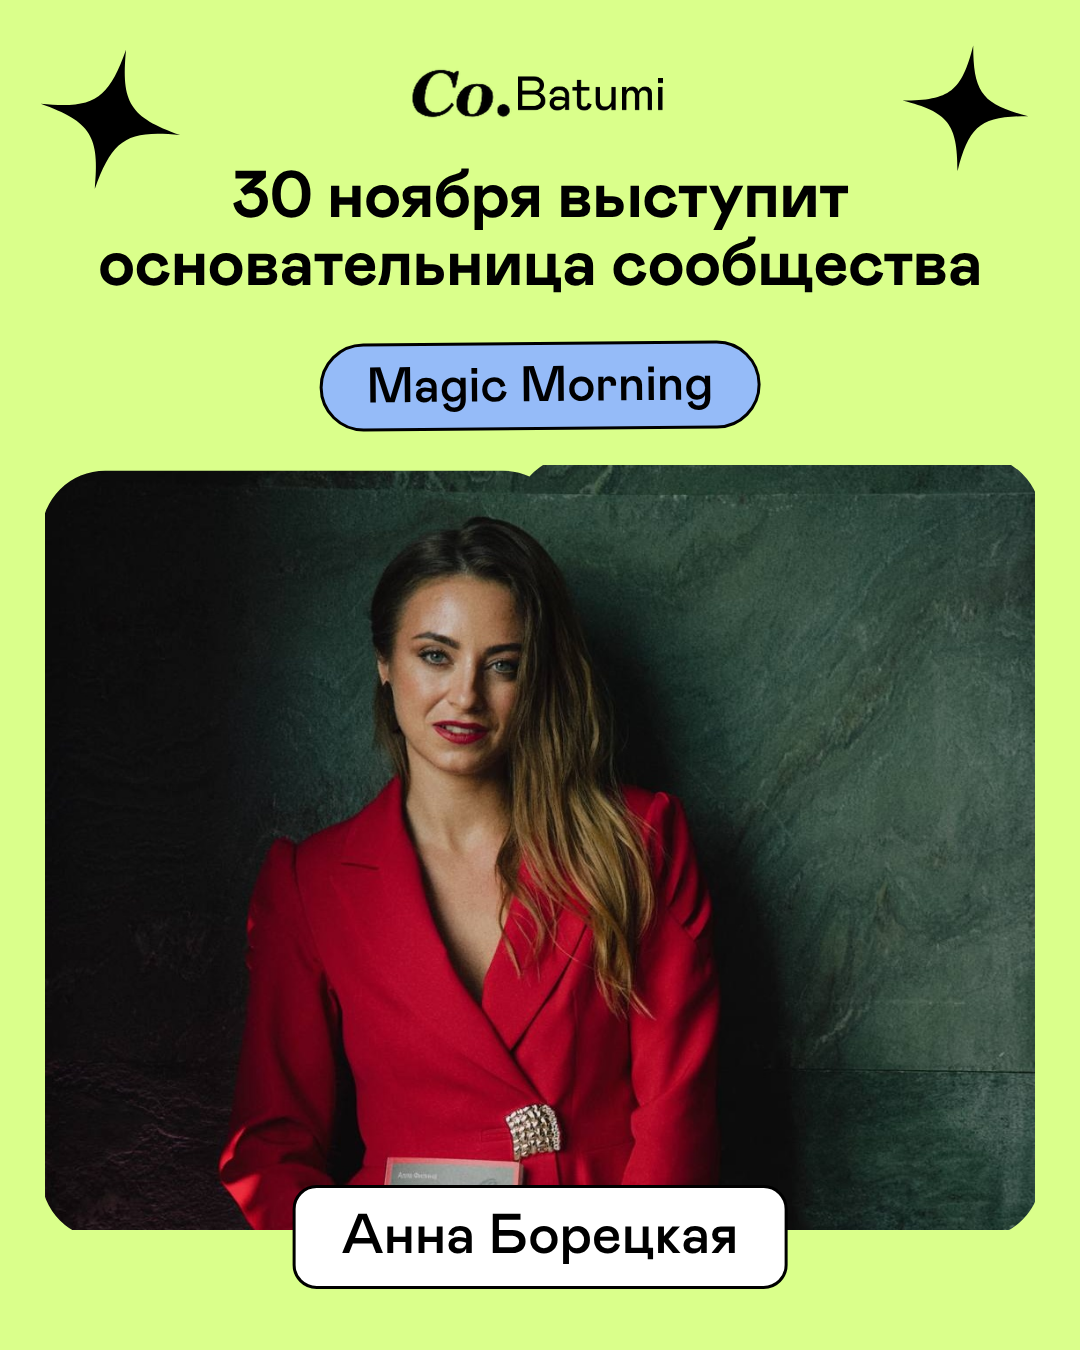 Co.Batumi
30 ноября выступит
основательница сообщества
Magic Morning
Анна Борецкая